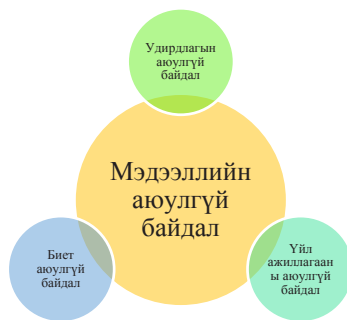 Удирдлагын
аюулгүй
байдал
Мэдээллийн
аюулгүй
байдал
Биет
аюулгүй
байдал
Үйл
ажиллагаан
ы аюулгүй
байдал